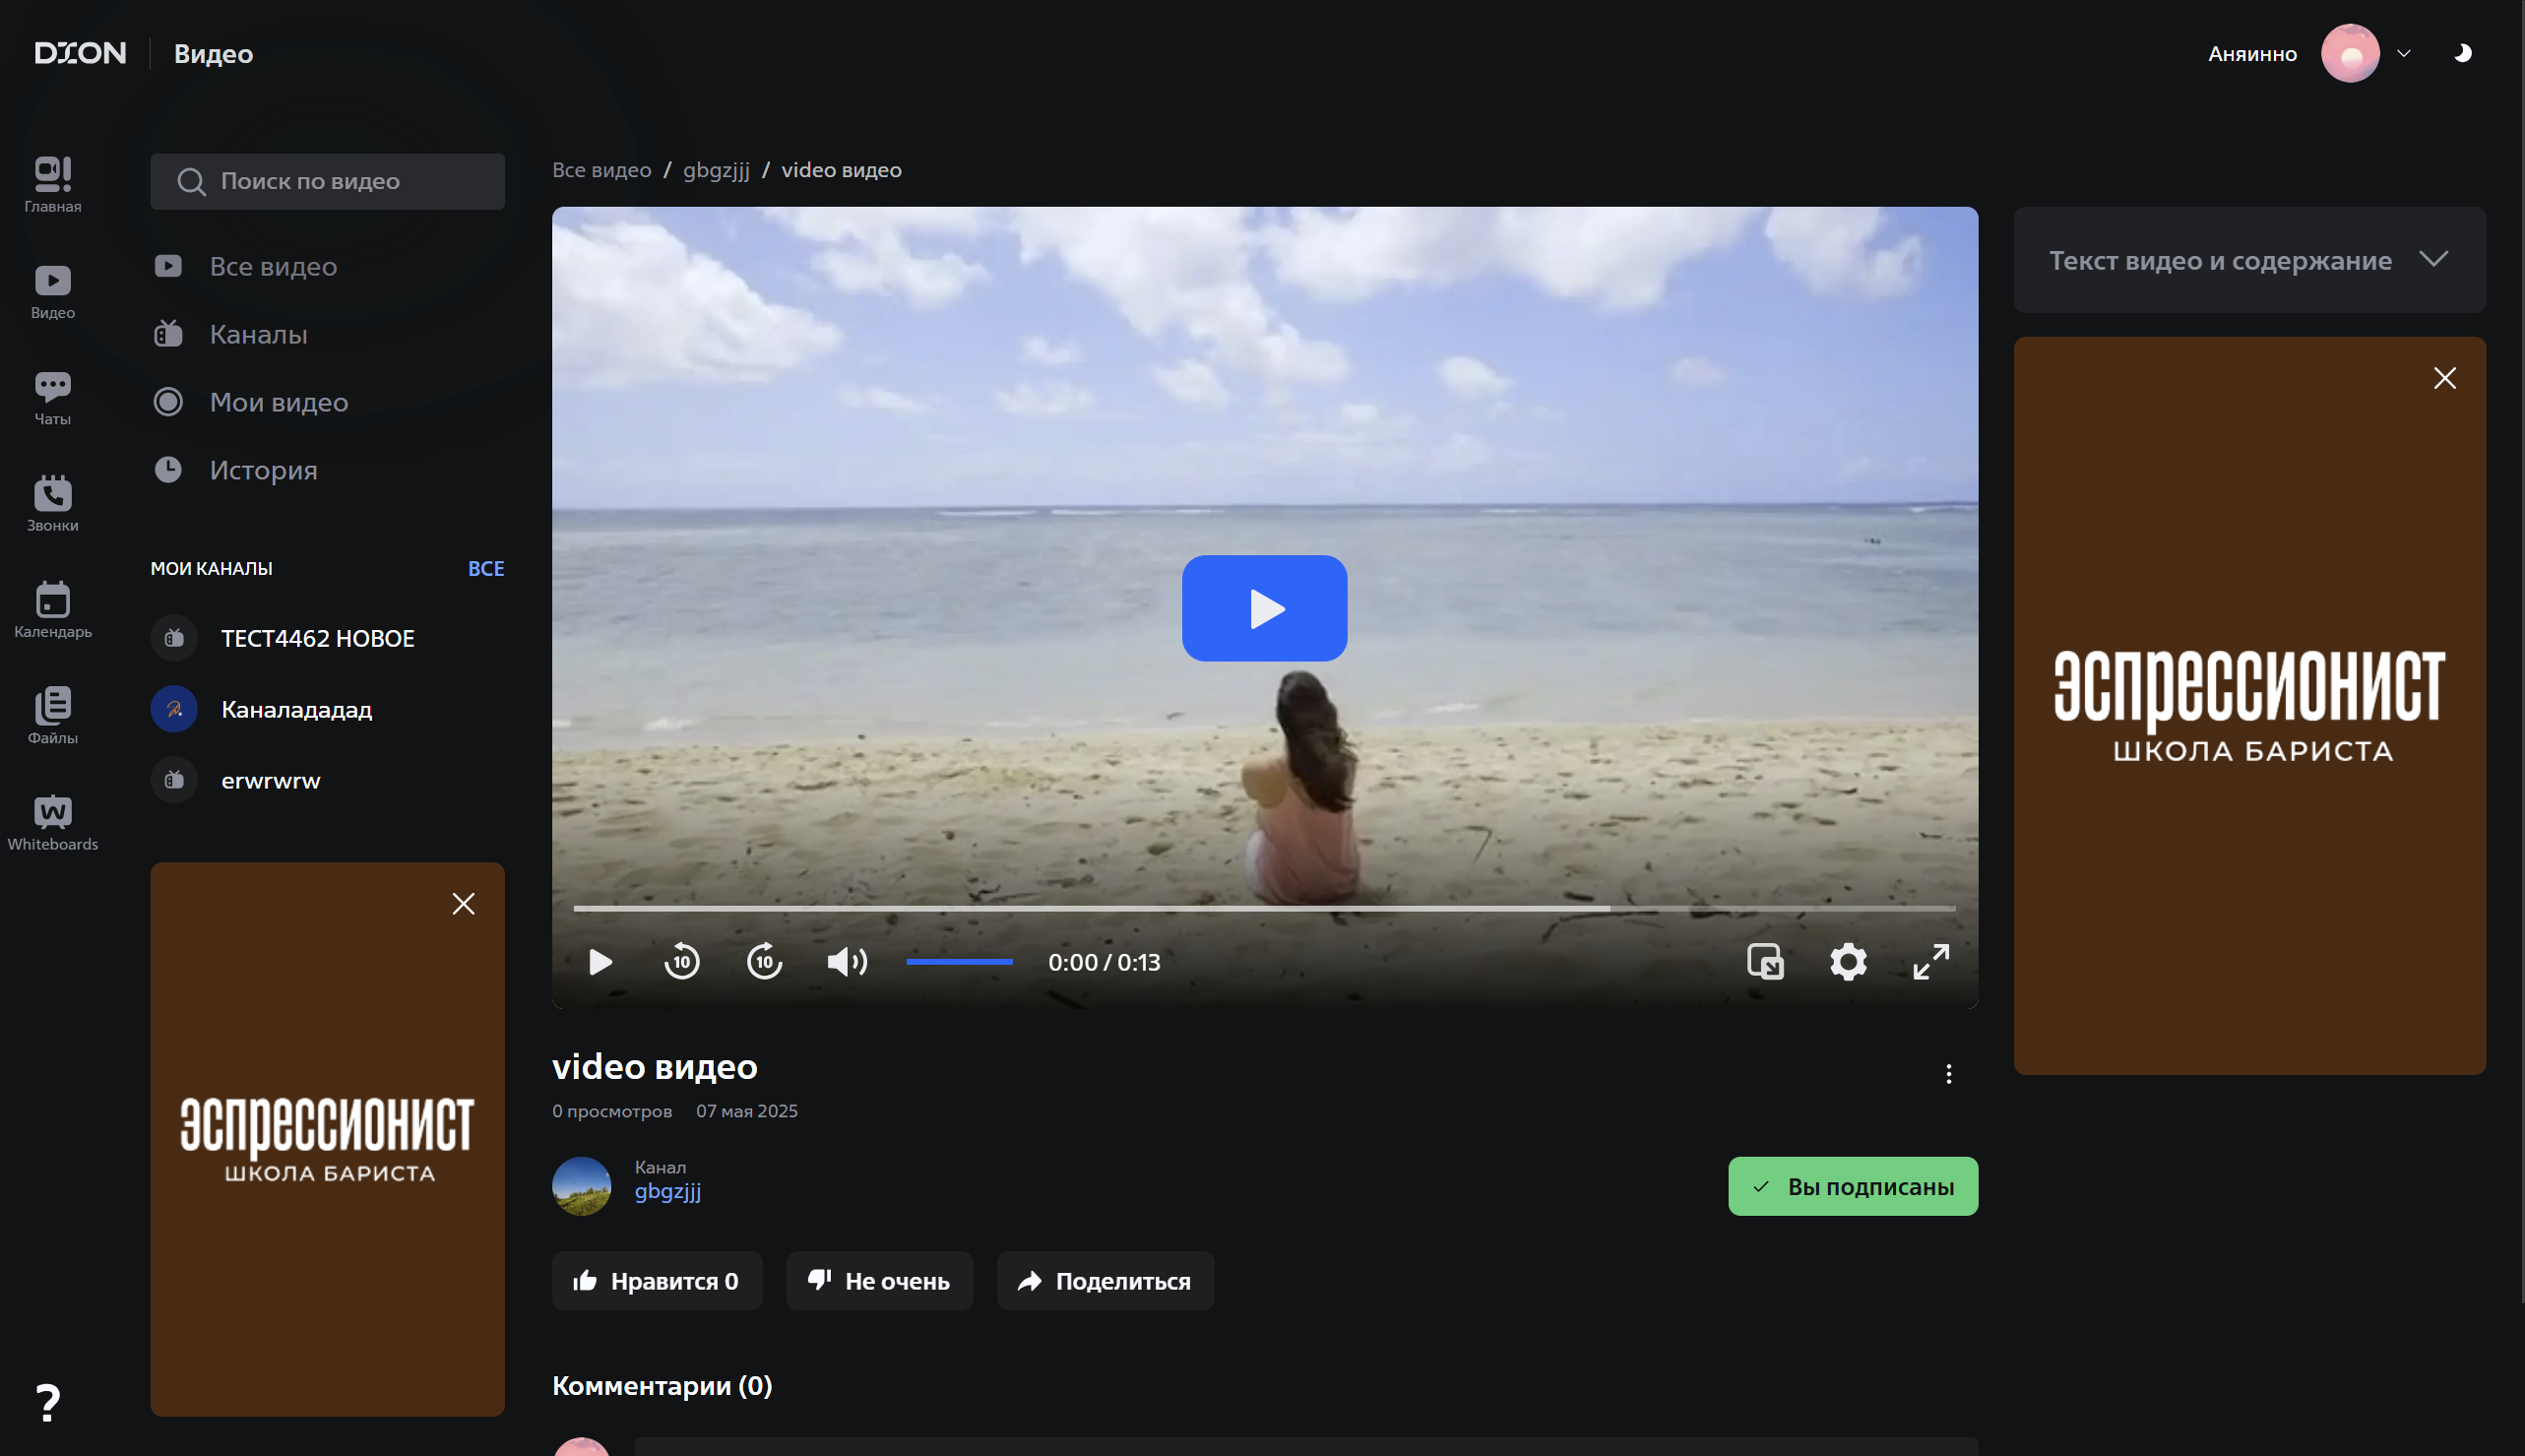 DION
Видео
Аняинно
Главная
Видео
Чаты
Звонки
Календарь
Файлы
Whiteboards
?
Поиск по видео
Все видео
Каналы
Мои видео
История
МОИ КАНАЛЫ ВСЕ
ТЕСТ4462 НОВОЕ
Каналададад
erwrwrw
ЭСПРЕССИОНИСТ
ШКОЛА БАРИСТА
Все видео / gbgzjjj / video видео
10 10 0:00 / 0:13
video видео
0 просмотров 07 мая 2025
Канал
gbgzjjj
Вы подписаны
Нравится 0 Не очень Поделиться
Комментарии (0)
Текст видео и содержание
ЭСПРЕССИОНИСТ
ШКОЛА БАРИСТА